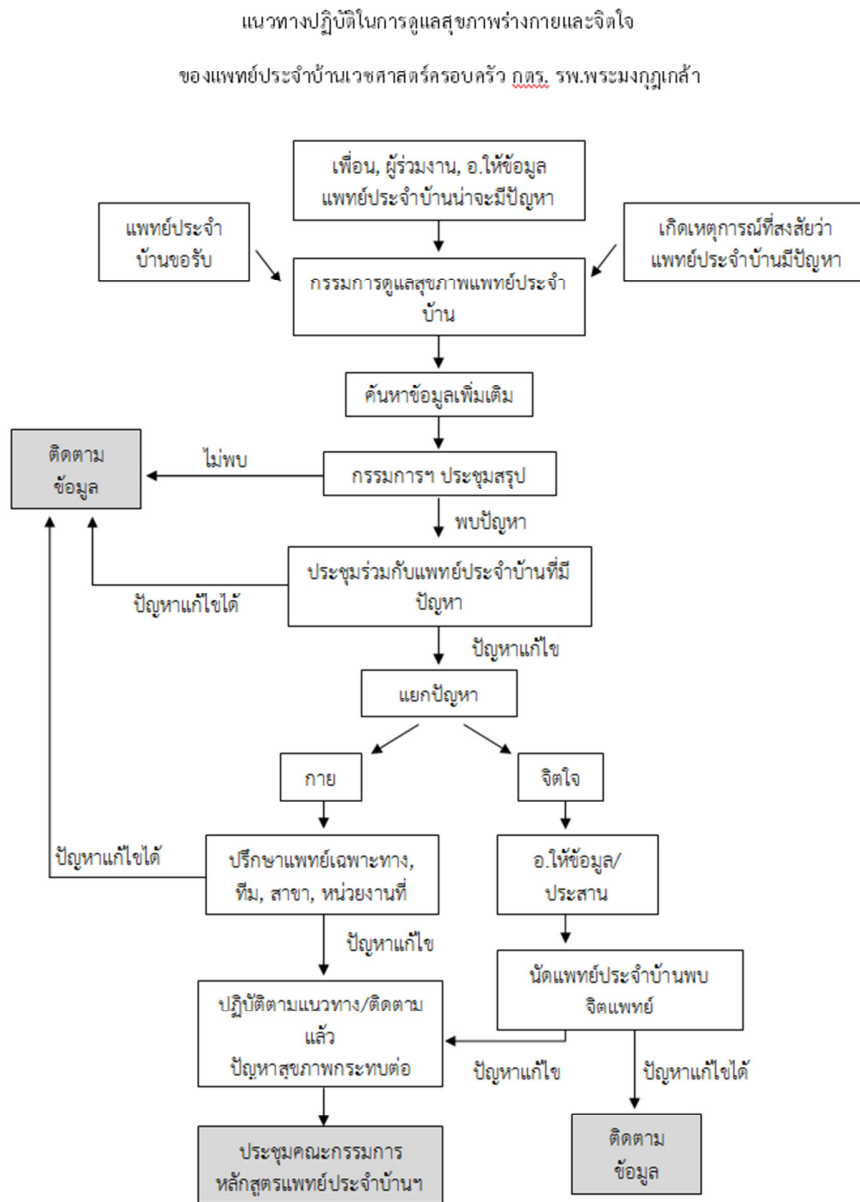 แนวทางปฏิบัติในการดูแลสุขภาพร่างกายและจิตใจ
ของแพทย์ประจำบ้านเวชศาสตร์ครอบครัว กตร. รพ.พระมงกุฎเกล้า
เพื่อน, ผู้ร่วมงาน, อ.ให้ข้อมูล
แพทย์ประจำบ้านน่าจะมีปัญหา
แพทย์ประจำ
บ้านขอรับ
เกิดเหตุการณ์ที่สงสัยว่า
แพทย์ประจำบ้านมีปัญหา
กรรมการดูแลสุขภาพแพทย์ประจำ
บ้าน
ค้นหาข้อมูลเพิ่มเติม
ติดตาม
ข้อมูล
ไม่พบ
กรรมการฯ ประชุมสรุป
พบปัญหา
ประชุมร่วมกับแพทย์ประจำบ้านที่มี
ปัญหา
ปัญหาแก้ไขได้
ปัญหาแก้ไข
แยกปัญหา
กาย
จิตใจ
ปัญหาแก้ไขได้
ปรึกษาแพทย์เฉพาะทาง,
ทีม, สาขา, หน่วยงานที่
อ.ให้ข้อมูล/
ประสาน
ปัญหาแก้ไข
นัดแพทย์ประจำบ้านพบ
จิตแพทย์
ปฏิบัติตามแนวทาง/ติดตาม
แล้ว
ปัญหาสุขภาพกระทบต่อ
ปัญหาแก้ไข
ปัญหาแก้ไขได้
ประชุมคณะกรรมการ
หลักสูตรแพทย์ประจำบ้านฯ
ติดตาม
ข้อมูล